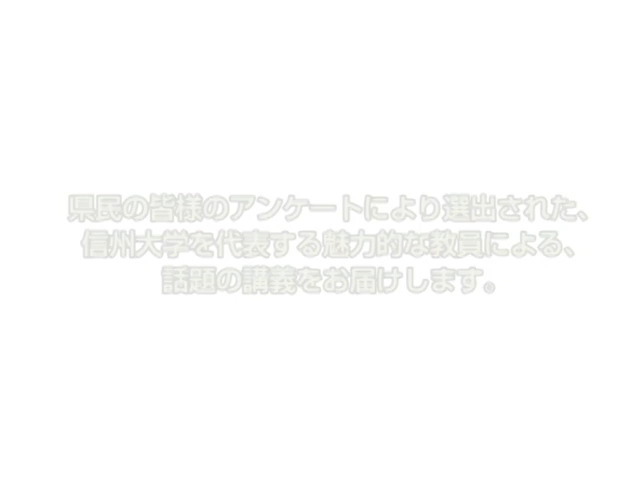 県民の皆様のアンケートにより選出された、
信州大学を代表する魅力的な教員による、
話題の講義をお届けします。